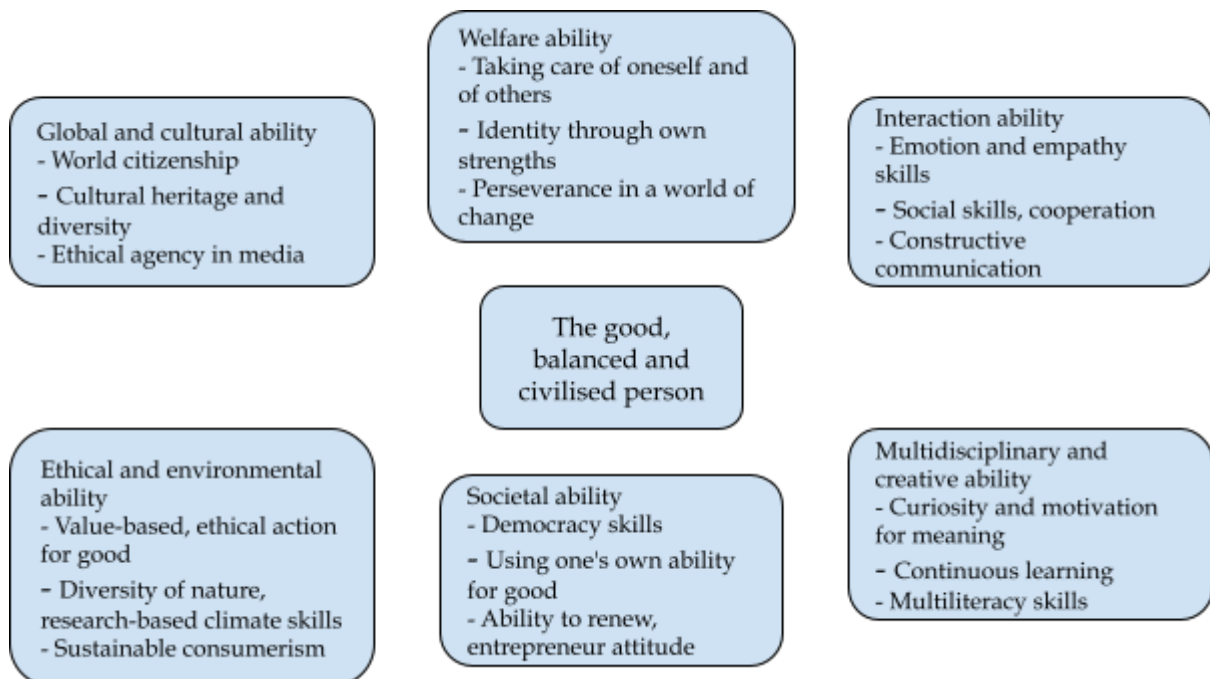 Welfare ability
- Taking care of oneself and
of others
- Identity through own
strengths
- Perseverance in a world of
change
Global and cultural ability
- World citizenship
- Cultural heritage and
diversity
- Ethical agency in media
Interaction ability
- Emotion and empathy
skills
- Social skills, cooperation
- Constructive
communication
The good,
balanced and
civilised person
Ethical and environmental
ability
- Value-based, ethical action
for good
- Diversity of nature,
research-based climate skills
- Sustainable consumerism
Societal ability
- Democracy skills
- Using one's own ability
for good
- Ability to renew,
entrepreneur attitude
Multidisciplinary and
creative ability
- Curiosity and motivation
for meaning
- Continuous learning
- Multiliteracy skills